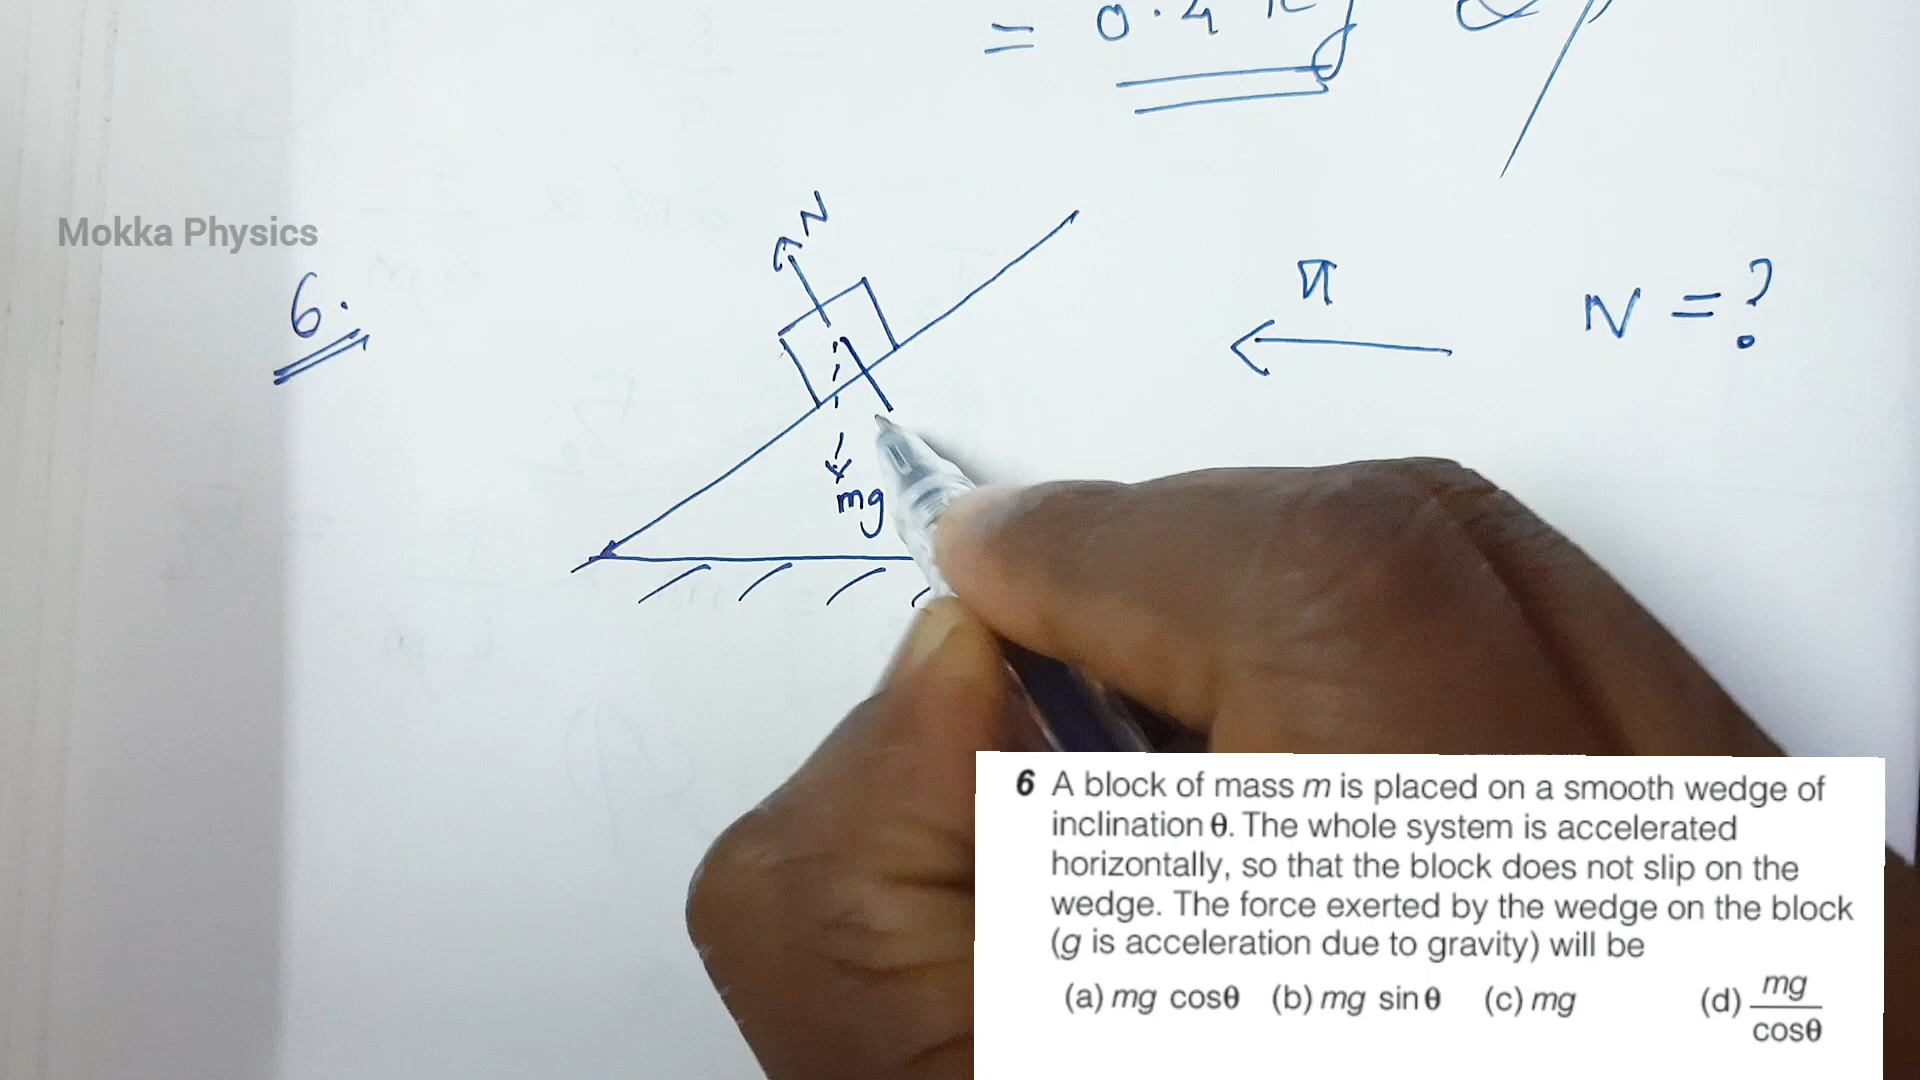 = 0.4 kg
Mokka Physics
6.
N
a
N = ?
mg
6 A block of mass m is placed on a smooth wedge of
inclination θ. The whole system is accelerated
horizontally, so that the block does not slip on the
wedge. The force exerted by the wedge on the block
(g is acceleration due to gravity) will be
(a) mg cosθ (b) mg sinθ (c) mg (d) mg/cosθ